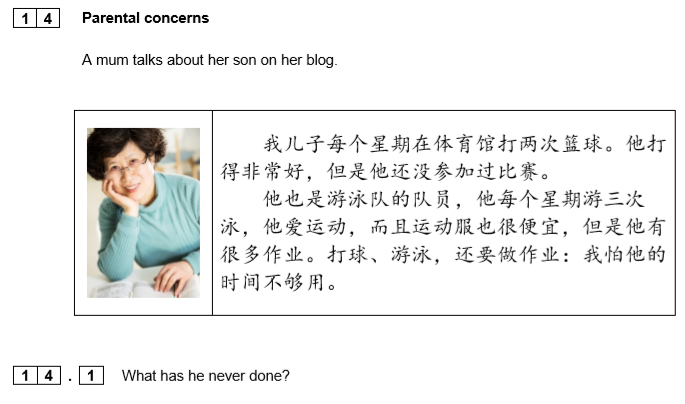 14 Parental concerns
A mum talks about her son on her blog.
我儿子每个星期在体育馆打两次篮球。他打
得非常好，但是他还没参加过比赛。
他也是游泳队的队员，他每个星期游三次
泳，他爱运动，而且运动服也很便宜，但是他有
很多作业。打球、游泳，还要做作业：我怕他的
时间不够用。
14.1 What has he never done?